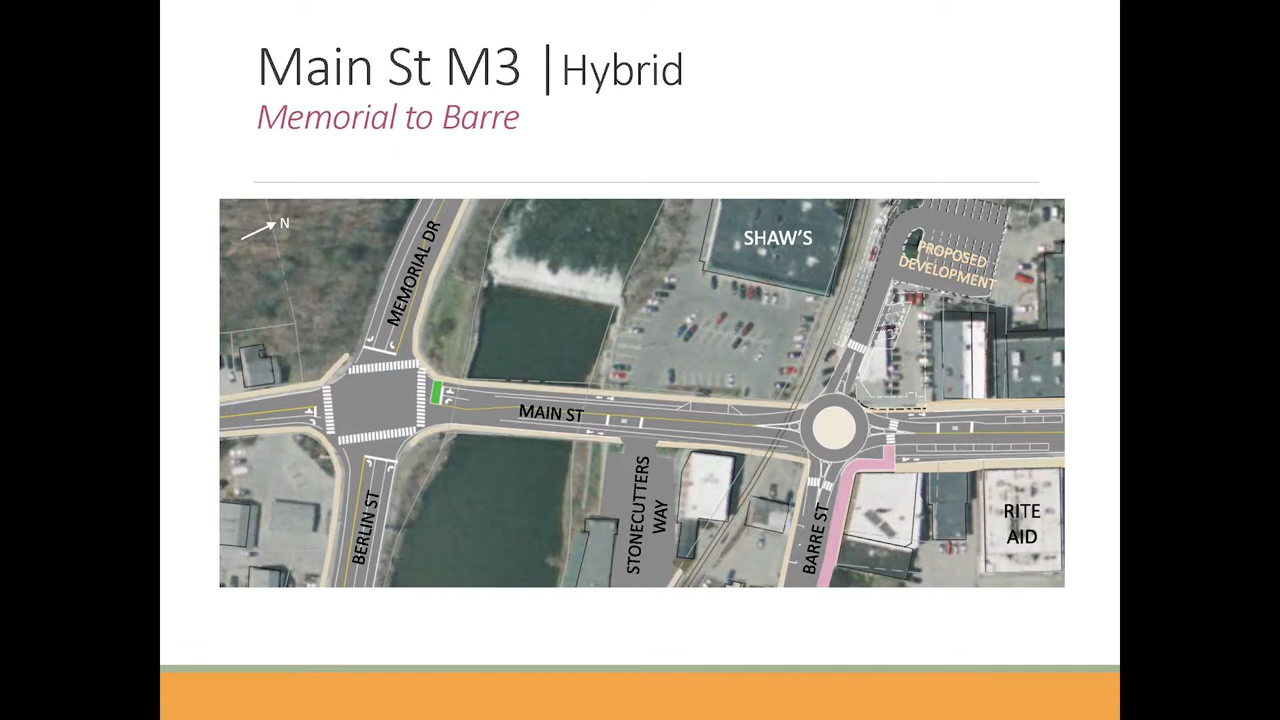 Main St M3 | Hybrid
Memorial to Barre
N
MEMORIAL DR
SHAW'S
PROPOSED
DEVELOPMENT
MAIN ST
BERLIN ST
STONECUTTERS
WAY
BARRE ST
RITE
AID